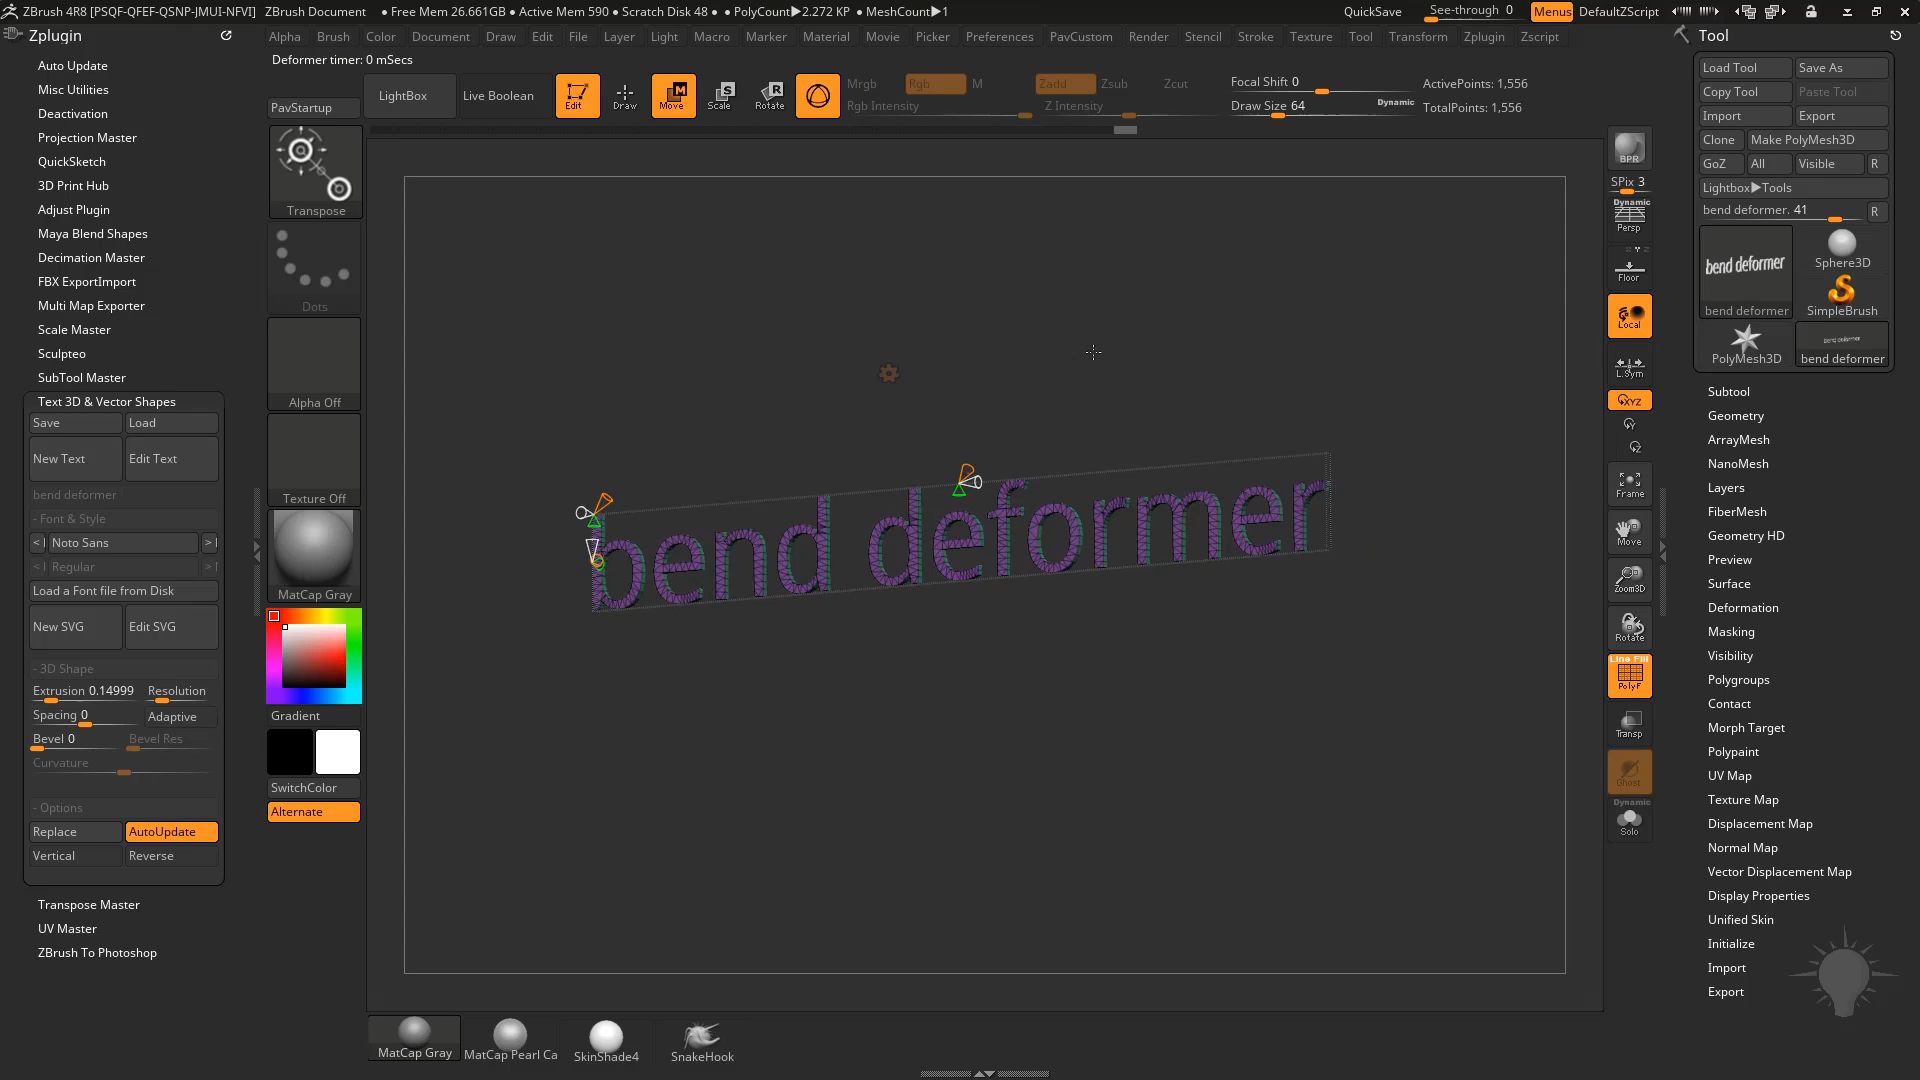 ZBrush 4R8 [PSQF-QFEF-QSNP-JMUI-NFVI]   ZBrush Document   ● Free Mem 26.661GB ● Active Mem 590 ● Scratch Disk 48 ●  ● PolyCount▶2.272 KP  ● MeshCount▶1   QuickSave   See-through 0   Menus   DefaultZScript
Zplugin
Alpha Brush Color Document Draw Edit File Layer Light Macro Marker Material Movie Picker Preferences PavCustom Render Stencil Stroke Texture Tool Transform Zplugin Zscript
Deformer timer: 0 mSecs
Auto Update
Misc Utilities
Deactivation
Projection Master
QuickSketch
3D Print Hub
Adjust Plugin
Maya Blend Shapes
Decimation Master
FBX ExportImport
Multi Map Exporter
Scale Master
Sculpteo
SubTool Master
Text 3D & Vector Shapes
Save Load
New Text Edit Text
bend deformer
- Font & Style
< Noto Sans >
< Regular >
Load a Font file from Disk
New SVG Edit SVG
- 3D Shape
Extrusion 0.14999 Resolution
Spacing 0 Adaptive
Bevel 0 Bevel Res
Curvature
- Options
Replace AutoUpdate
Vertical Reverse
Transpose Master
UV Master
ZBrush To Photoshop
PavStartup
LightBox
Live Boolean
Edit
Draw
M
Move
S
Scale
R
Rotate
Mrgb Rgb M
Rgb Intensity
Zadd Zsub Zcut
Z Intensity
Focal Shift 0
Draw Size 64
Dynamic
ActivePoints: 1,556
TotalPoints: 1,556
Transpose
Dots
Alpha Off
Texture Off
MatCap Gray
Gradient
SwitchColor
Alternate
bend deformer
MatCap Gray
MatCap Pearl Ca
SkinShade4
SnakeHook
BPR
SPix 3
Dynamic
Persp
Floor
Local
L.Sym
XYZ
Y
Z
Frame
Move
Zoom3D
Rotate
Line Fill
PolyF
Transp
Ghost
Dynamic
Solo
Tool
Load Tool Save As
Copy Tool Paste Tool
Import Export
Clone Make PolyMesh3D
GoZ All Visible R
Lightbox▶Tools
bend deformer. 41 R
bend deformer
bend deformer
Sphere3D
SimpleBrush
PolyMesh3D
bend deformer
bend deformer
Subtool
Geometry
ArrayMesh
NanoMesh
Layers
FiberMesh
Geometry HD
Preview
Surface
Deformation
Masking
Visibility
Polygroups
Contact
Morph Target
Polypaint
UV Map
Texture Map
Displacement Map
Normal Map
Vector Displacement Map
Display Properties
Unified Skin
Initialize
Import
Export